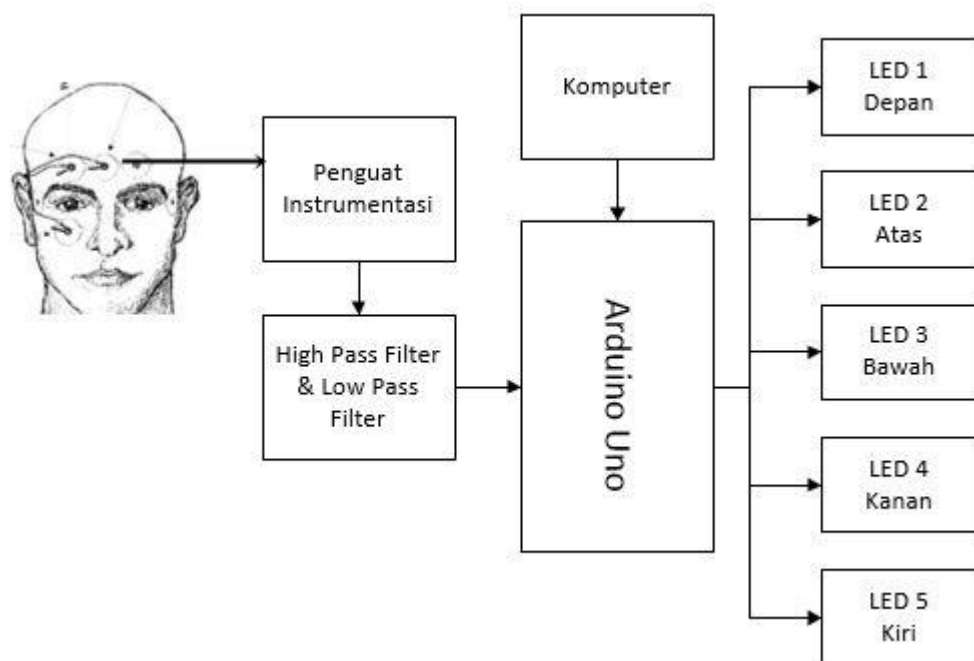 Penguat
Instrumentasi
High Pass Filter
& Low Pass
Filter
Komputer
Arduino Uno
LED 1
Depan
LED 2
Atas
LED 3
Bawah
LED 4
Kanan
LED 5
Kiri